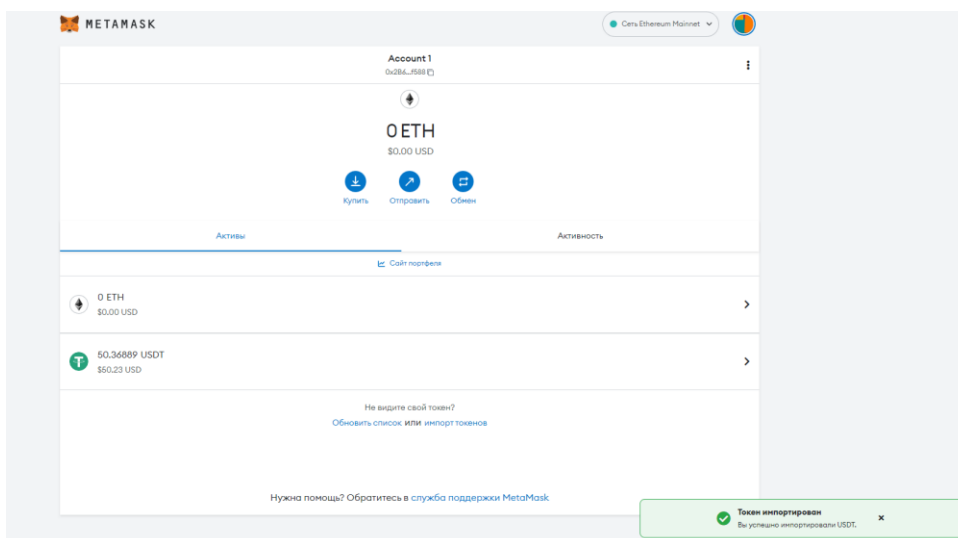 METAMASK
Сеть Ethereum Mainnet
Account 1
0x2B6...f588
0 ETH
$0.00 USD
Купить Отправить Обмен
Активы Активность
Сайт портфеля
0 ETH
$0.00 USD
50.36889 USDT
$50.23 USD
Не видите свой токен?
Обновить список или импорт токенов
Нужна помощь? Обратитесь в служба поддержки MetaMask
Токен импортирован
Вы успешно импортировали USDT.